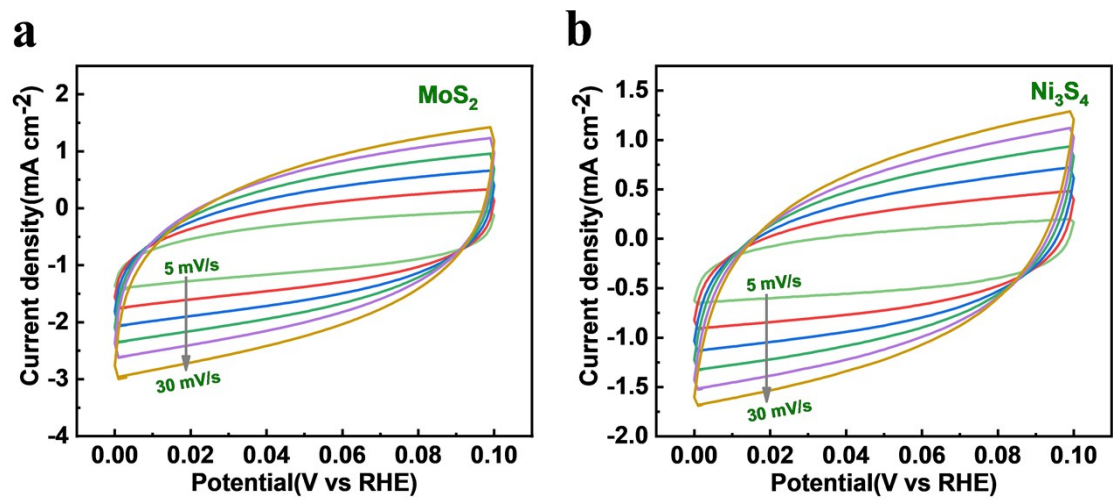 a
MoS₂
5 mV/s
30 mV/s
2
1
0
-1
-2
-3
-4
Current density(mA cm⁻²)
0.00 0.02 0.04 0.06 0.08 0.10
Potential(V vs RHE)
b
Ni₃S₄
5 mV/s
30 mV/s
1.5
1.0
0.5
0.0
-0.5
-1.0
-1.5
-2.0
Current density(mA cm⁻²)
0.00 0.02 0.04 0.06 0.08 0.10
Potential(V vs RHE)